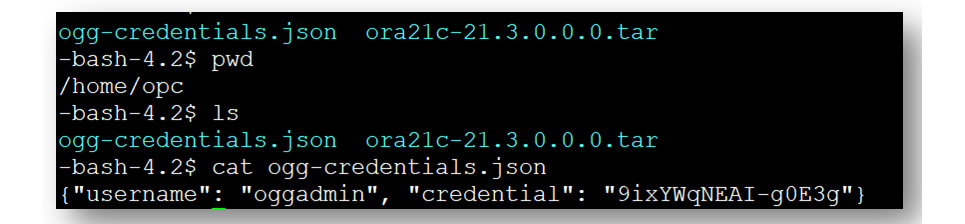 ogg-credentials.json  ora21c-21.3.0.0.0.tar
-bash-4.2$ pwd
/home/opc
-bash-4.2$ ls
ogg-credentials.json  ora21c-21.3.0.0.0.tar
-bash-4.2$ cat ogg-credentials.json
{"username": "oggadmin", "credential": "9ixYWqNEAI-g0E3g"}